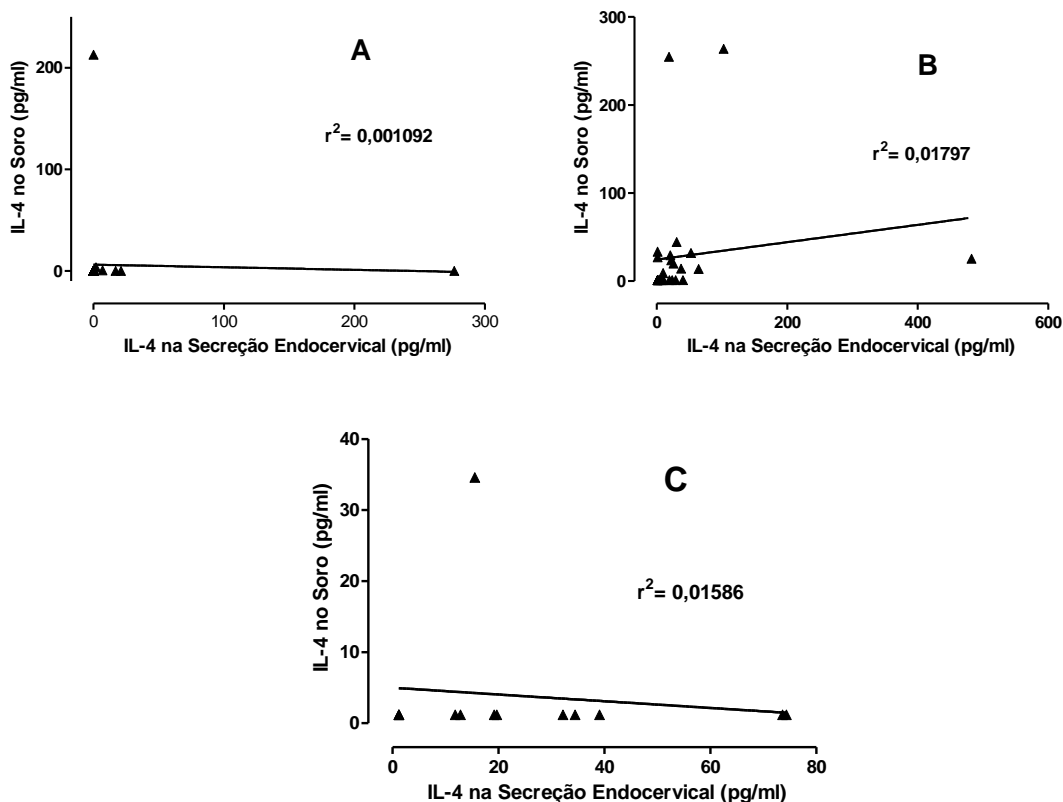 A
IL-4 no Soro (pg/ml)
200
100
0
r²= 0,001092
0 100 200 300
IL-4 na Secreção Endocervical (pg/ml)
B
IL-4 no Soro (pg/ml)
300
200
100
0
r²= 0,01797
0 200 400 600
IL-4 na Secreção Endocervical (pg/ml)
C
IL-4 no Soro (pg/ml)
40
30
20
10
0
r²= 0,01586
0 20 40 60 80
IL-4 na Secreção Endocervical (pg/ml)